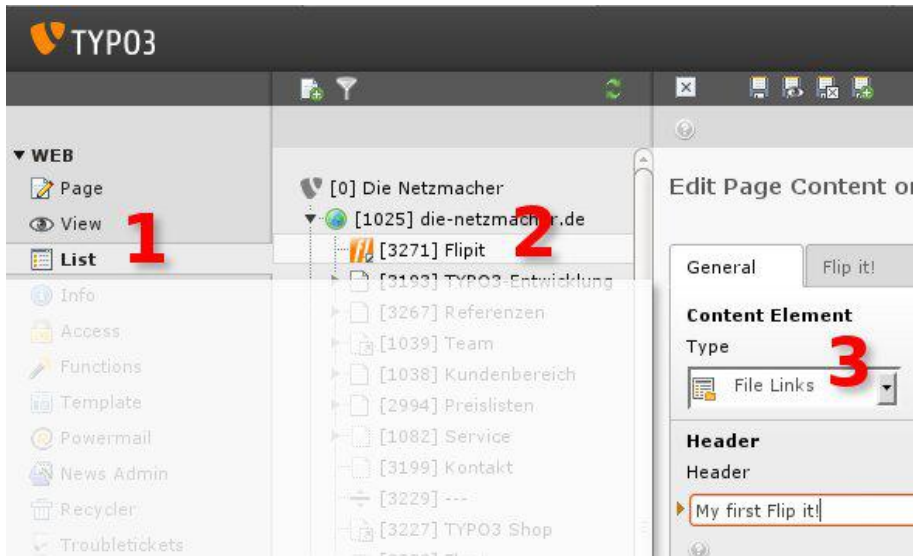 TYPO3
WEB
Page
View
1
List
Info
Access
Functions
Template
Powermail
News Admin
Recycler
Troubletickets
[0] Die Netzmacher
[1025] die-netzmacher.de
2
[3271] Flipit
[3193] TYPO3-Entwicklung
[3267] Referenzen
[1039] Team
[1038] Kundenbereich
[2994] Preislisten
[1082] Service
[3199] Kontakt
[3229] ---
[3227] TYPO3 Shop
Edit Page Content
General
Flip it!
Content Element
Type
3
File Links
Header
Header
My first Flip it!